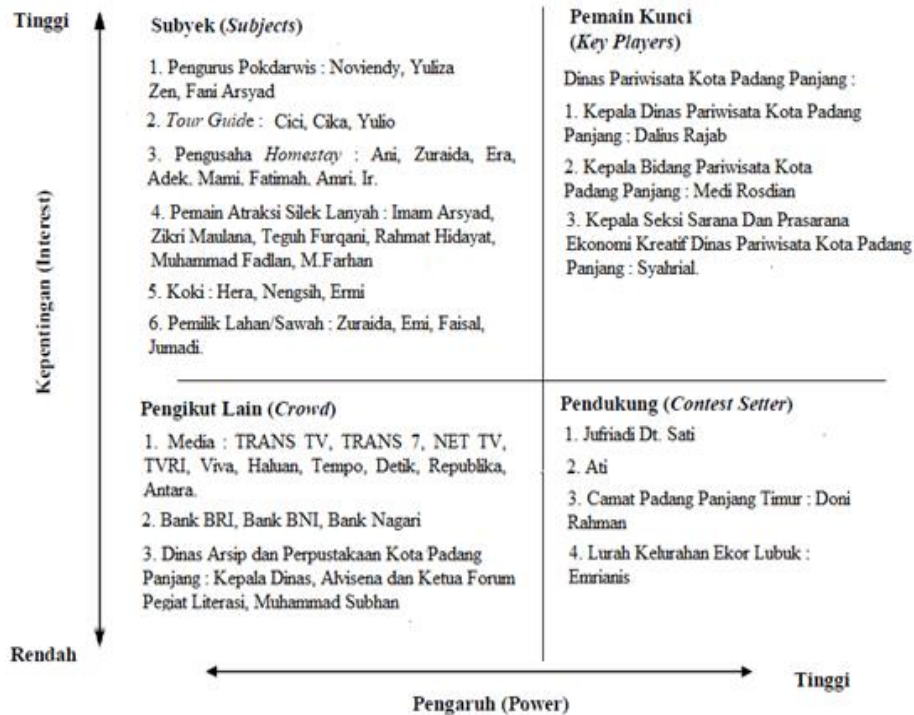 Tinggi
Kepentingan (Interest)
Rendah
Subyek (Subjects)
1. Pengurus Pokdarwis : Noviendy, Yuliza
Zen, Fani Arsyad
2. Tour Guide : Cici, Cika, Yulio
3. Pengusaha Homestay : Ani, Zuraida, Era,
Adek. Mami. Fatimah. Amri. Ir.
4. Pemain Atraksi Silek Lanyah : Imam Arsyad,
Zikri Maulana, Teguh Furqani, Rahmat Hidayat,
Muhammad Fadlan, M.Farhan
5. Koki : Hera, Nengsih, Ermi
6. Pemilik Lahan/Sawah : Zuraida, Emi, Faisal,
Jumadi.
Pemain Kunci
(Key Players)
Dinas Pariwisata Kota Padang Panjang :
1. Kepala Dinas Pariwisata Kota Padang
Panjang : Dalius Rajab
2. Kepala Bidang Pariwisata Kota
Padang Panjang : Medi Rosdian
3. Kepala Seksi Sarana Dan Prasarana
Ekonomi Kreatif Dinas Pariwisata Kota Padang
Panjang : Syahrial.
Pengikut Lain (Crowd)
1. Media : TRANS TV, TRANS 7, NET TV,
TVRI, Viva, Haluan, Tempo, Detik, Republika,
Antara.
2. Bank BRI, Bank BNI, Bank Nagari
3. Dinas Arsip dan Perpustakaan Kota Padang
Panjang : Kepala Dinas, Alvisena dan Ketua Forum
Pegiat Literasi, Muhammad Subhan
Pendukung (Contest Setter)
1. Jufriadi Dt. Sati
2. Ati
3. Camat Padang Panjang Timur : Doni
Rahman
4. Lurah Kelurahan Ekor Lubuk :
Emrianis
Tinggi
Pengaruh (Power)